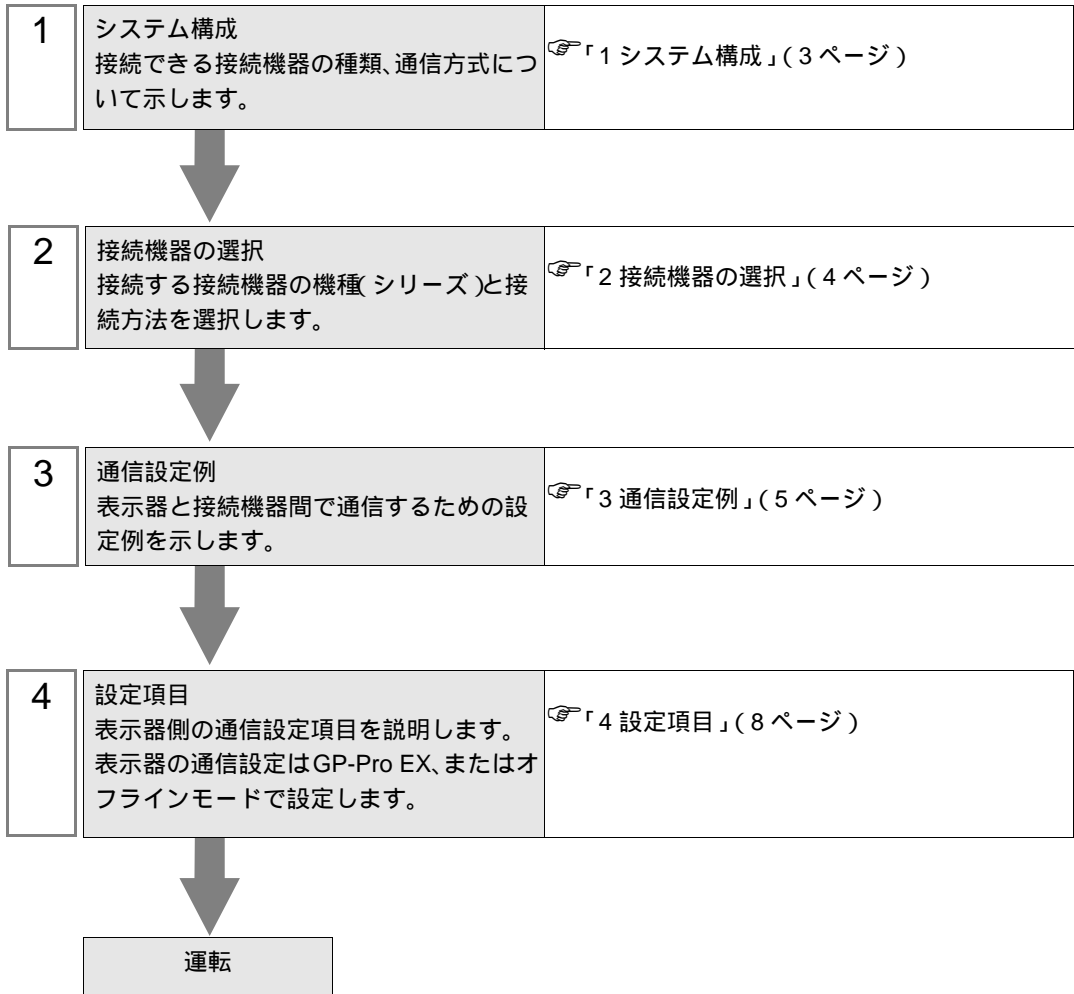 1
システム構成
接続できる接続機器の種類、通信方式につ
いて示します。
☞「1 システム構成」(3 ページ)
2
接続機器の選択
接続する接続機器の機種(シリーズ)と接
続方法を選択します。
☞「2 接続機器の選択」(4 ページ)
3
通信設定例
表示器と接続機器間で通信するための設
定例を示します。
☞「3 通信設定例」(5 ページ)
4
設定項目
表示器側の通信設定項目を説明します。
表示器の通信設定はGP-Pro EX、またはオ
フラインモードで設定します。
☞「4 設定項目」(8 ページ)
運転